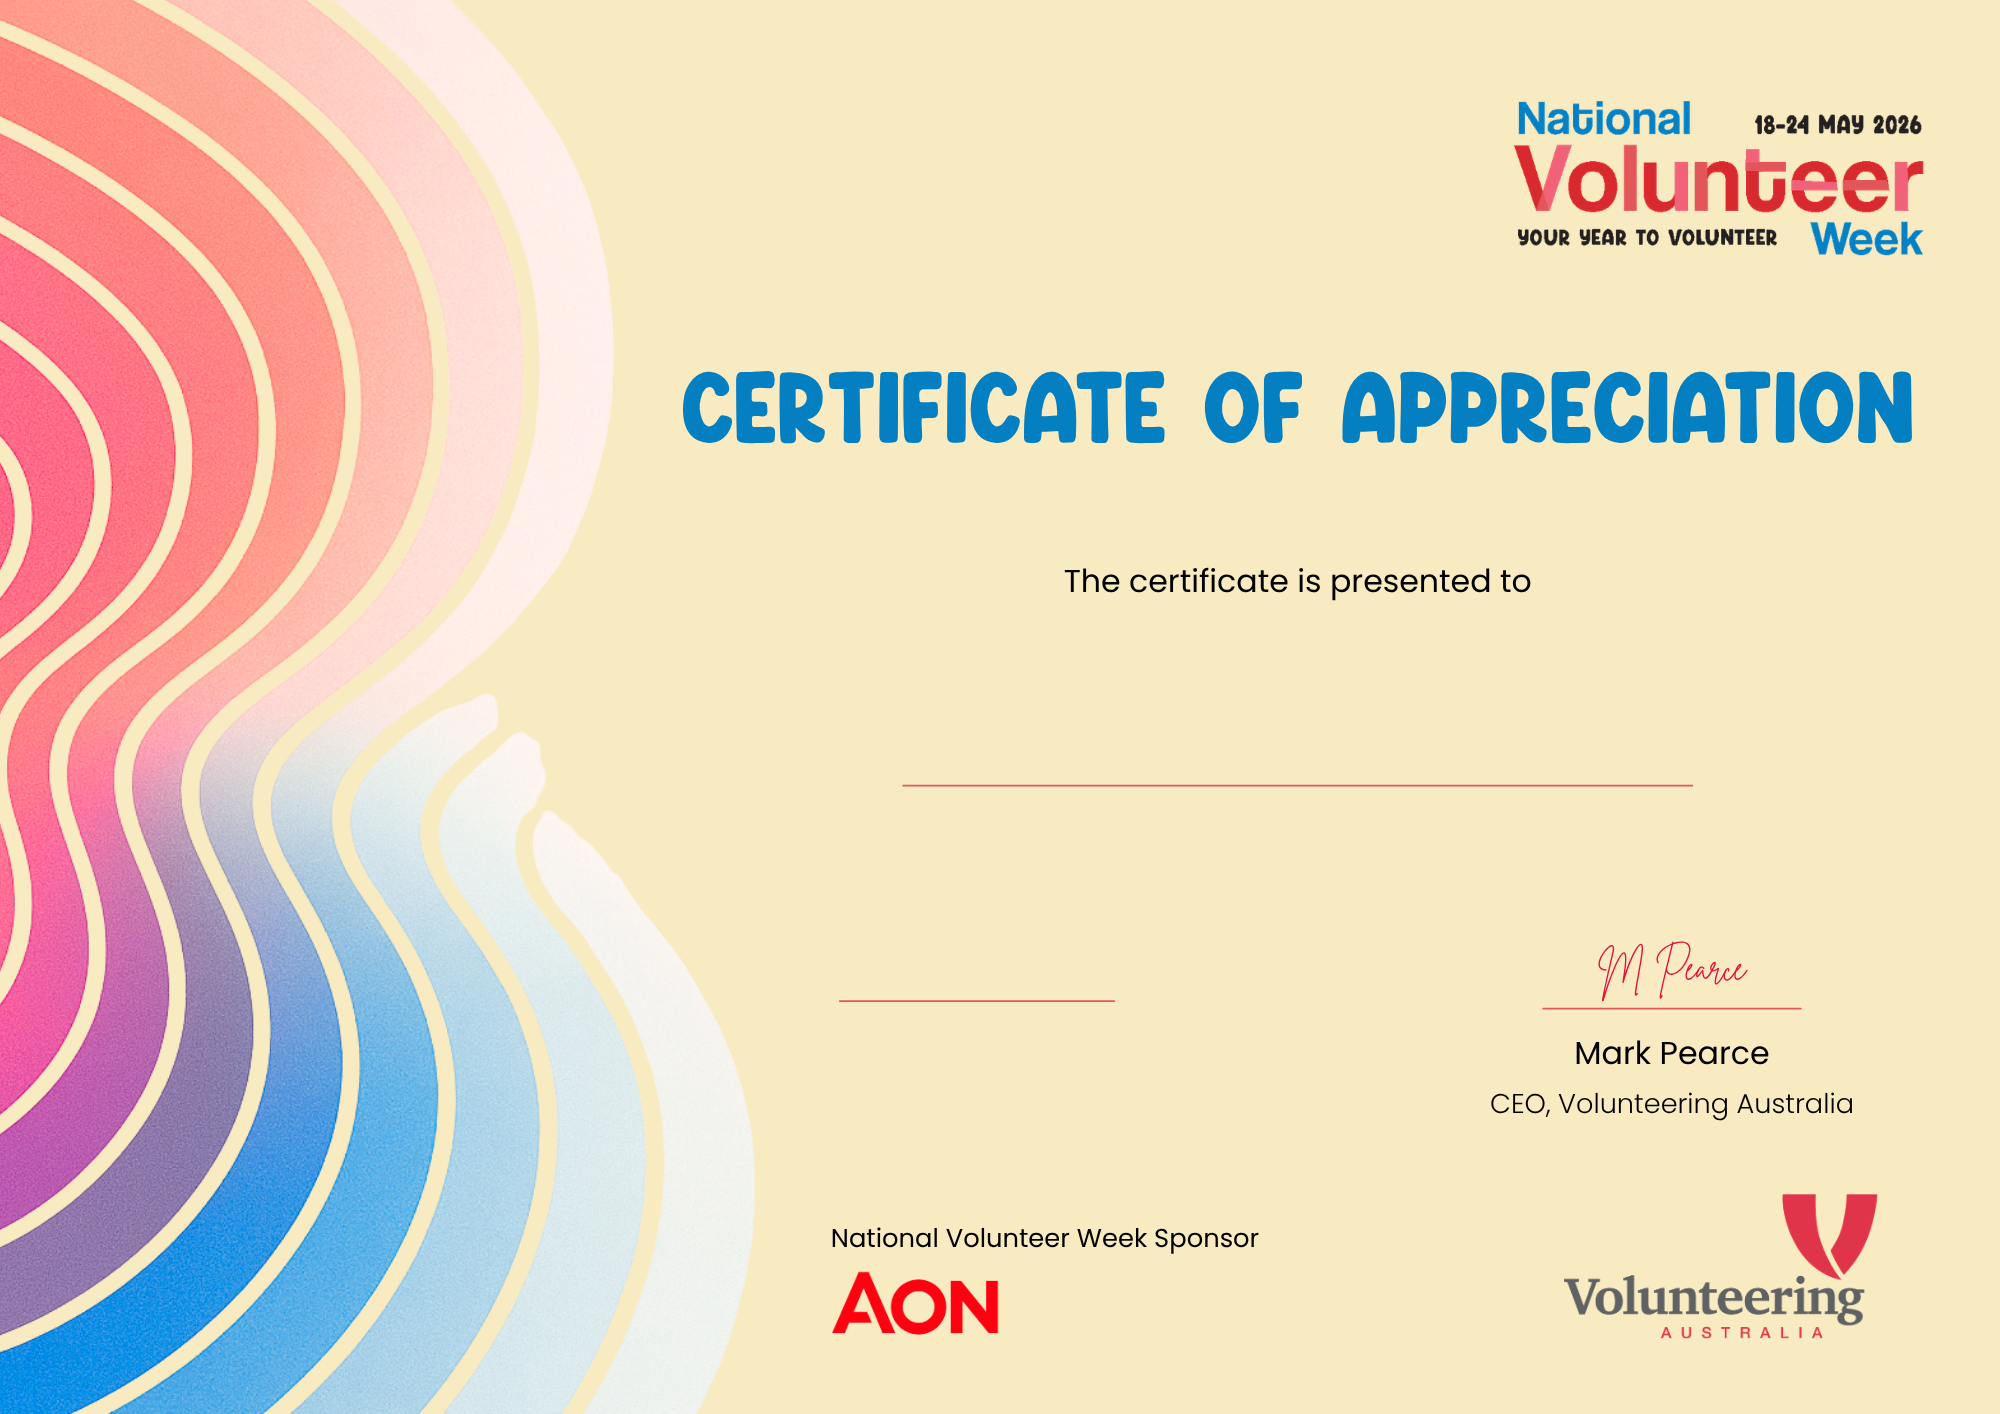 National 18-24 MAY 2026
Volunteer
YOUR YEAR TO VOLUNTEER Week
CERTIFICATE OF APPRECIATION
The certificate is presented to
M Pearce
Mark Pearce
CEO, Volunteering Australia
National Volunteer Week Sponsor
AON
Volunteering
AUSTRALIA